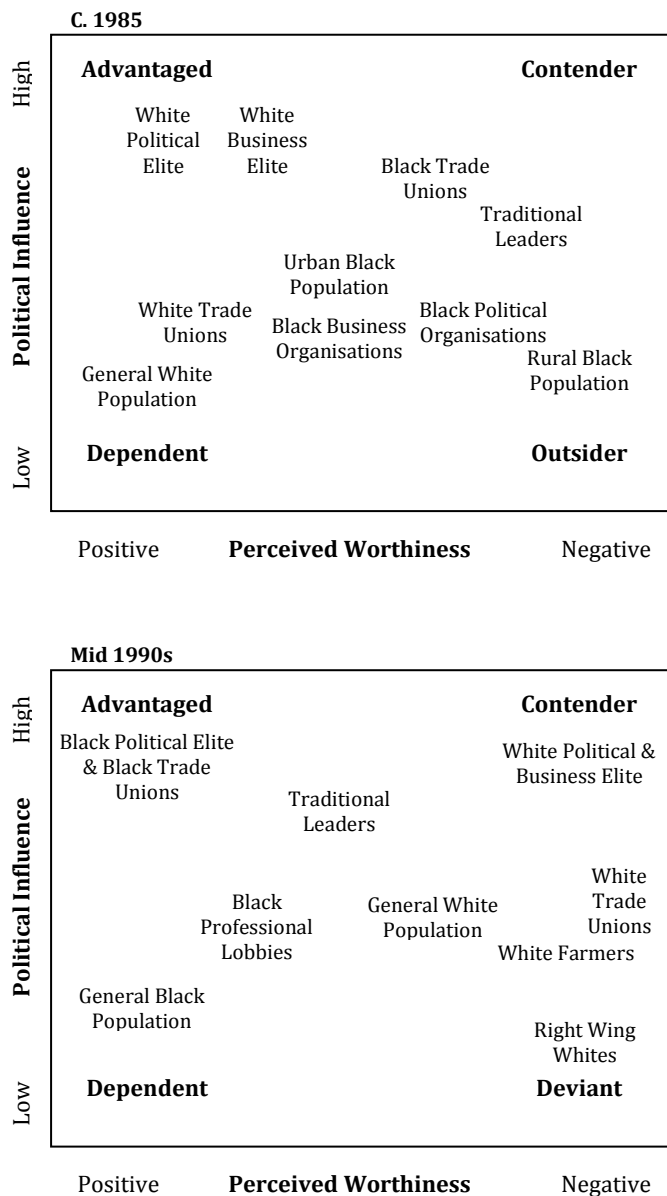 C. 1985
High
Advantaged
Contender
White
Political
Elite
White
Business
Elite
Black Trade
Unions
Traditional
Leaders
Political Influence
Urban Black
Population
White Trade
Unions
Black Business
Organisations
Black Political
Organisations
General White
Population
Rural Black
Population
Low
Dependent
Outsider
Positive
Perceived Worthiness
Negative
Mid 1990s
High
Advantaged
Contender
Black Political Elite
& Black Trade
Unions
White Political &
Business Elite
Traditional
Leaders
Political Influence
Black
Professional
Lobbies
General White
Population
White
Trade
Unions
White Farmers
General Black
Population
Right Wing
Whites
Low
Dependent
Deviant
Positive
Perceived Worthiness
Negative